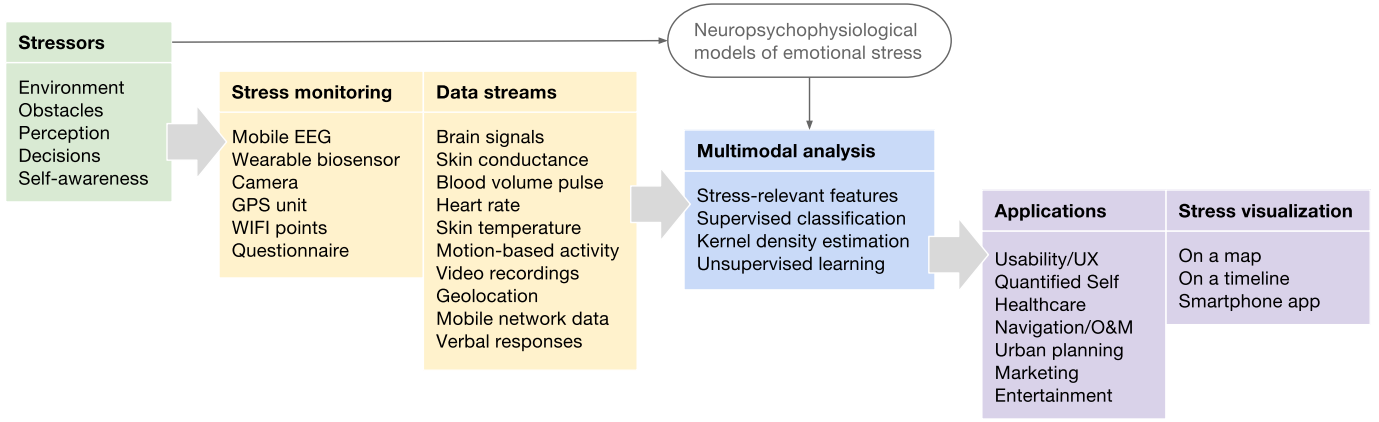 Stressors
Environment
Obstacles
Perception
Decisions
Self-awareness
Neuropsychophysiological
models of emotional stress
Stress monitoring
Mobile EEG
Wearable biosensor
Camera
GPS unit
WIFI points
Questionnaire
Data streams
Brain signals
Skin conductance
Blood volume pulse
Heart rate
Skin temperature
Motion-based activity
Video recordings
Geolocation
Mobile network data
Verbal responses
Multimodal analysis
Stress-relevant features
Supervised classification
Kernel density estimation
Unsupervised learning
Applications
Usability/UX
Quantified Self
Healthcare
Navigation/O&M
Urban planning
Marketing
Entertainment
Stress visualization
On a map
On a timeline
Smartphone app